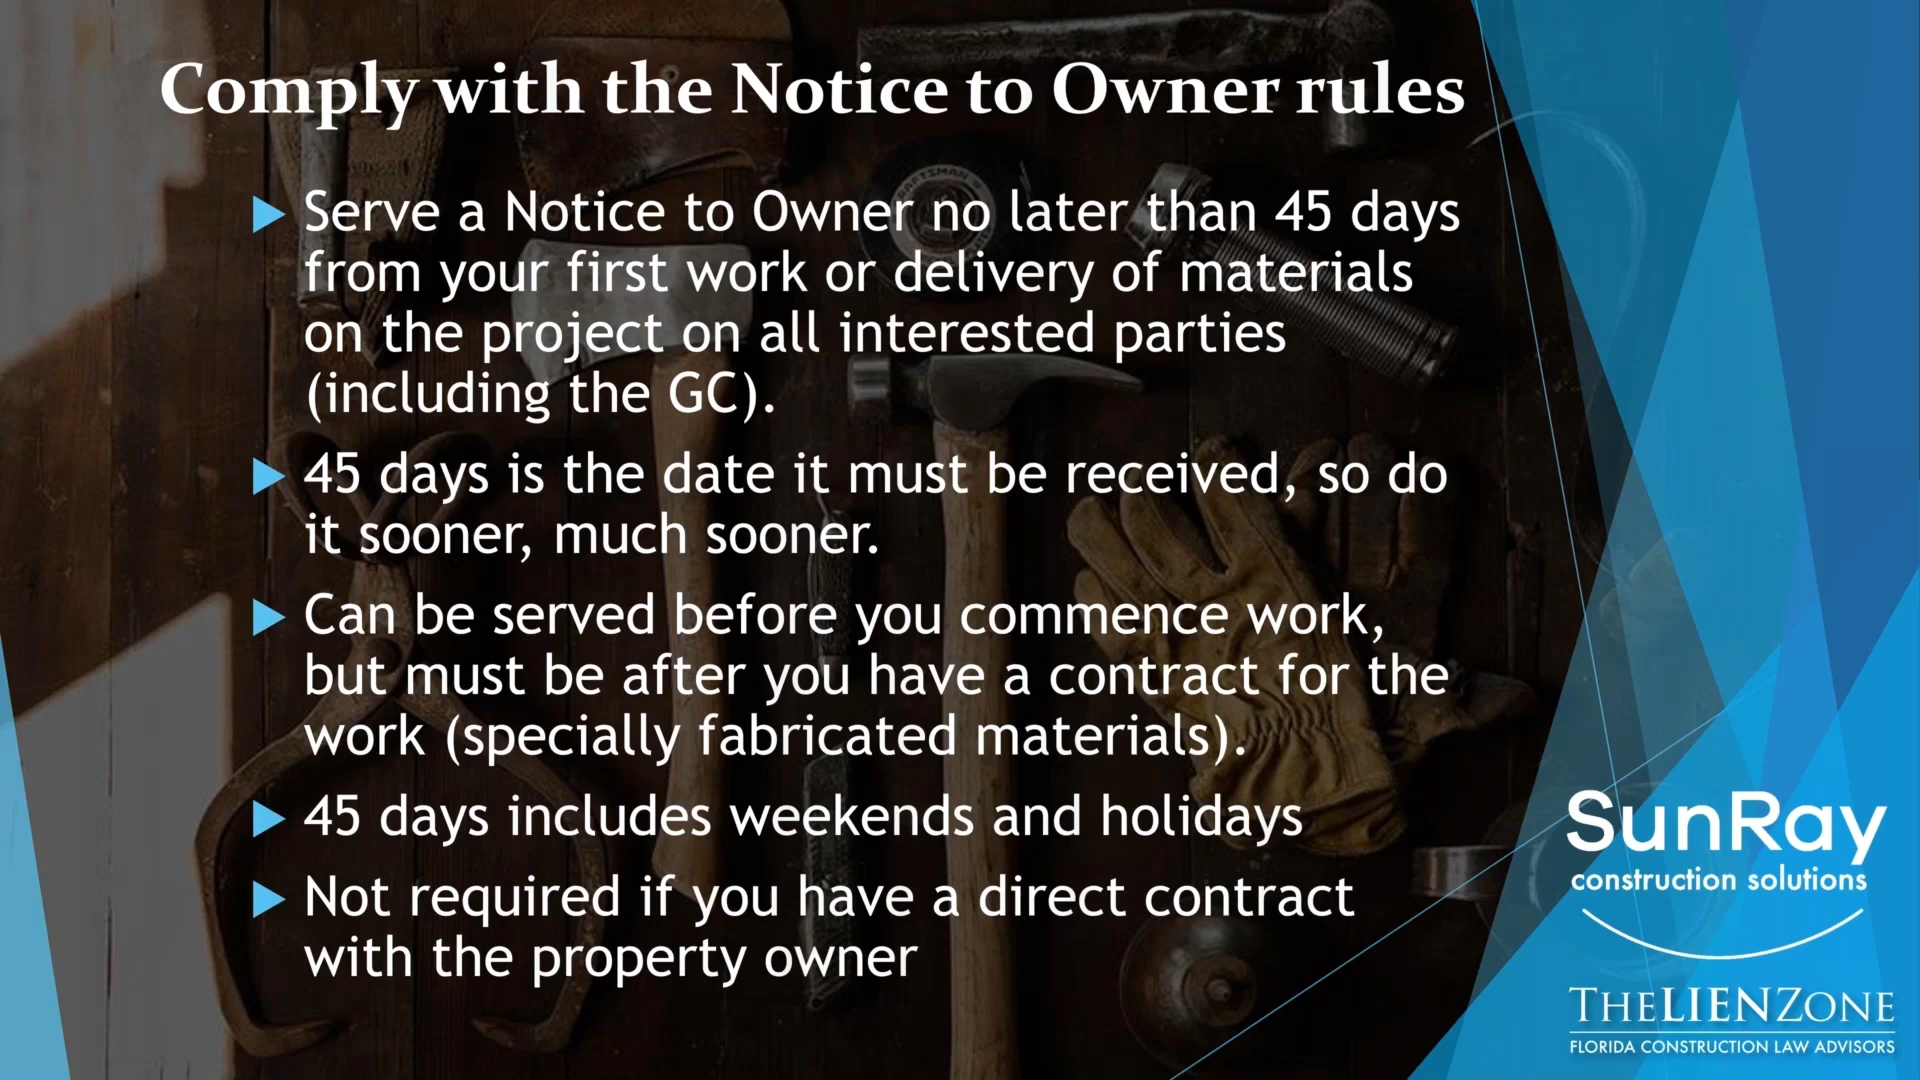 Comply with the Notice to Owner rules
Serve a Notice to Owner no later than 45 days
from your first work or delivery of materials
on the project on all interested parties
(including the GC).
45 days is the date it must be received, so do
it sooner, much sooner.
Can be served before you commence work,
but must be after you have a contract for the
work (specially fabricated materials).
45 days includes weekends and holidays
Not required if you have a direct contract
with the property owner
SunRay
construction solutions
THELIENZONE
FLORIDA CONSTRUCTION LAW ADVISORS